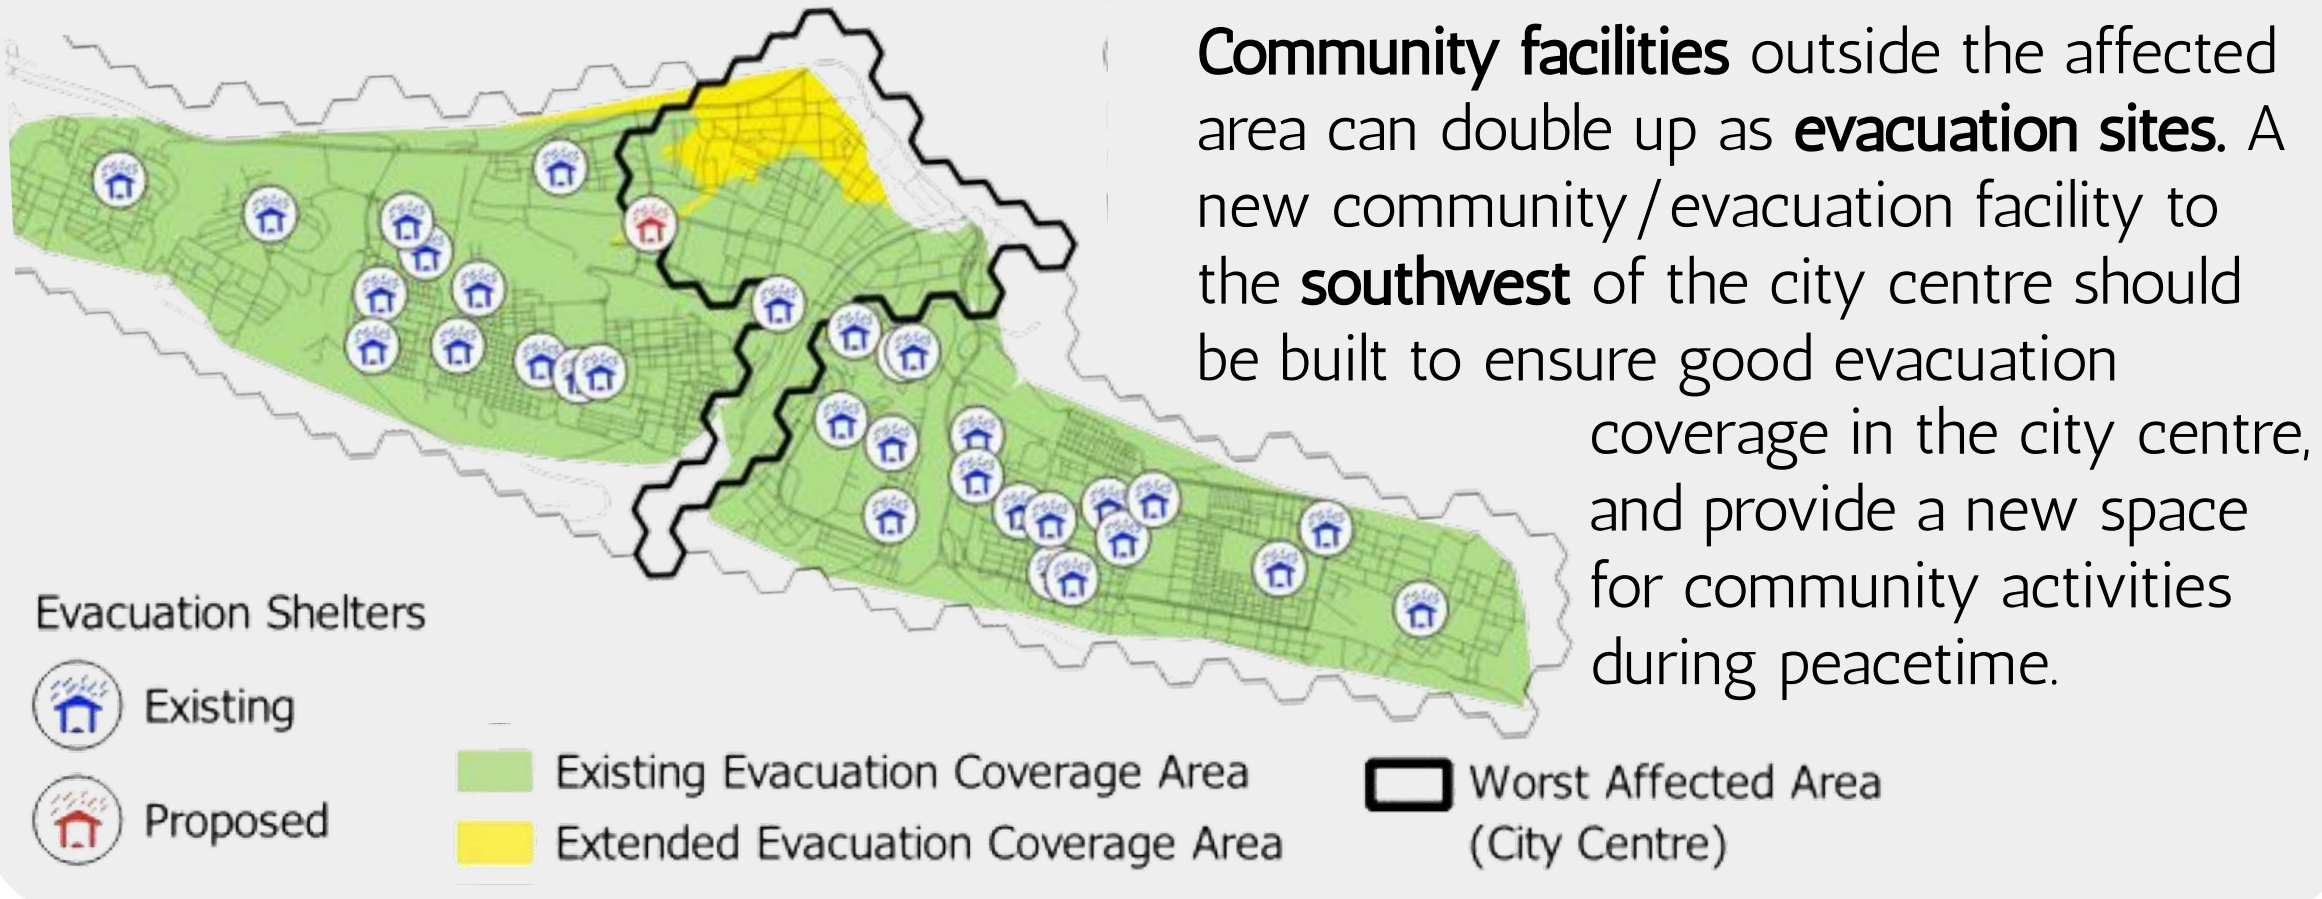 Community facilities outside the affected
area can double up as evacuation sites. A
new community/evacuation facility to
the southwest of the city centre should
be built to ensure good evacuation
coverage in the city centre,
and provide a new space
for community activities
during peacetime.
Evacuation Shelters
Existing
Proposed
Existing Evacuation Coverage Area
Extended Evacuation Coverage Area
Worst Affected Area
(City Centre)